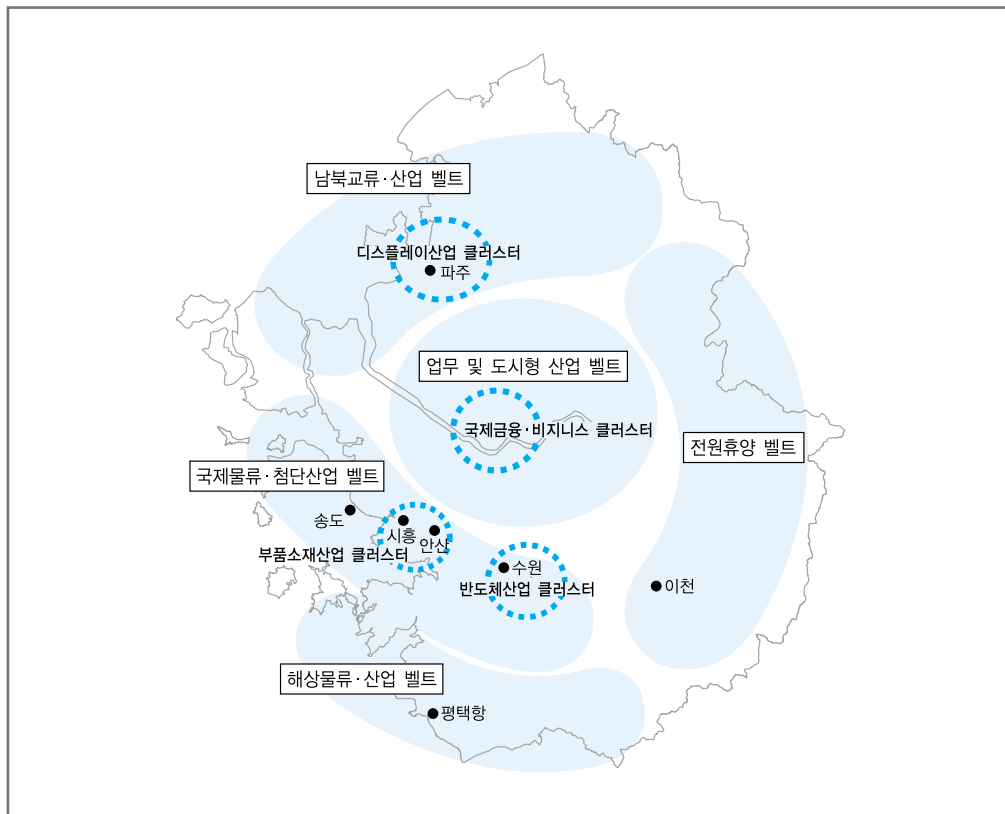 남북교류·산업 벨트
디스플레이산업 클러스터
파주
업무 및 도시형 산업 벨트
국제금융·비지니스 클러스터
전원휴양 벨트
국제물류·첨단산업 벨트
송도
시흥
안산
부품소재산업 클러스터
수원
반도체산업 클러스터
이천
해상물류·산업 벨트
평택항